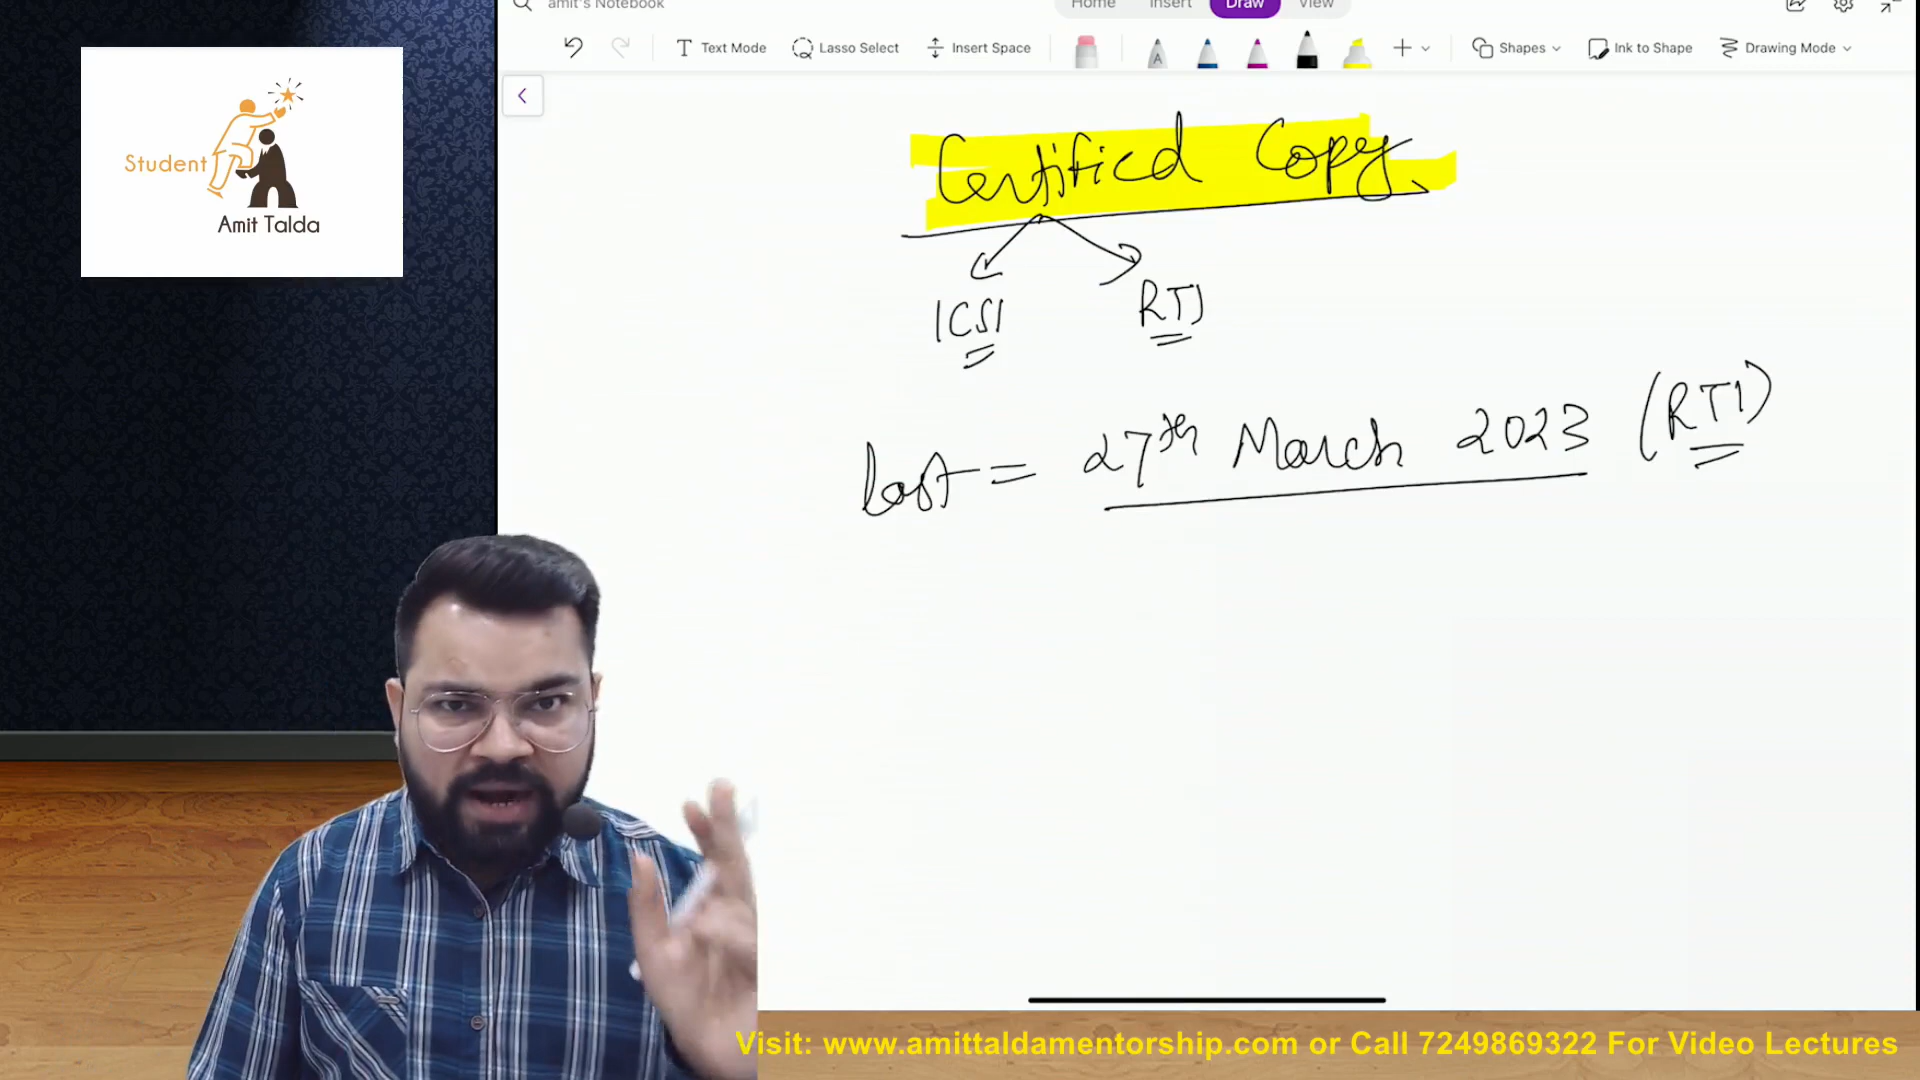 amit's Notebook
Home Insert Draw View
Text Mode Lasso Select Insert Space Shapes Ink to Shape Drawing Mode
Student
Amit Talda
Certified Copy
ICSI RTI
last = 27th March 2023 (RTI)
Visit: www.amittaldamentorship.com or Call 7249869322 For Video Lectures